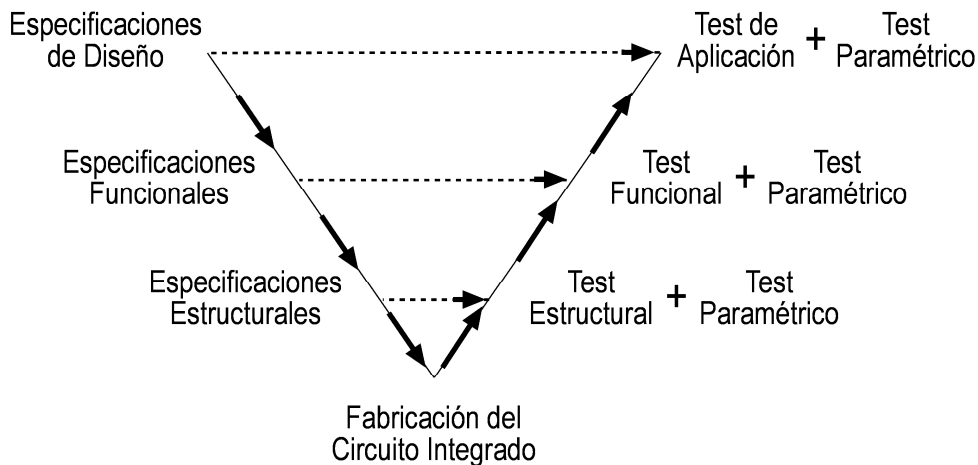 Especificaciones
de Diseño
Test de
Aplicación
+
Test
Paramétrico
Especificaciones
Funcionales
Test
Funcional
+
Test
Paramétrico
Especificaciones
Estructurales
Test
Estructural
+
Test
Paramétrico
Fabricación del
Circuito Integrado